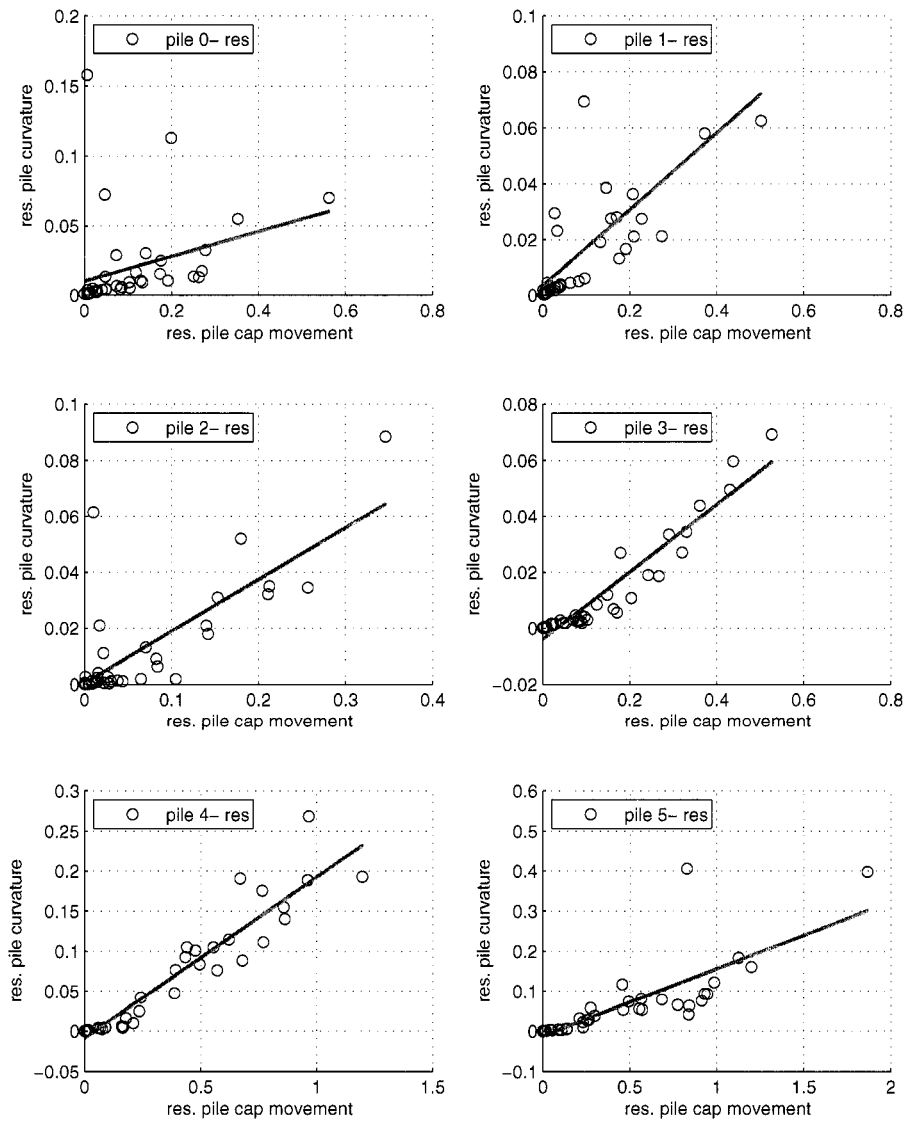 0.2
pile 0− res
0.15
0.1
0.05
0
res. pile curvature
0 0.2 0.4 0.6 0.8
res. pile cap movement
0.1
pile 1− res
0.08
0.06
0.04
0.02
0
res. pile curvature
0 0.2 0.4 0.6 0.8
res. pile cap movement
0.1
pile 2− res
0.08
0.06
0.04
0.02
0
res. pile curvature
0 0.1 0.2 0.3 0.4
res. pile cap movement
0.08
pile 3− res
0.06
0.04
0.02
0
−0.02
res. pile curvature
0 0.2 0.4 0.6 0.8
res. pile cap movement
0.3
pile 4− res
0.25
0.2
0.15
0.1
0.05
0
−0.05
res. pile curvature
0 0.5 1 1.5
res. pile cap movement
0.6
pile 5− res
0.5
0.4
0.3
0.2
0.1
0
−0.1
res. pile curvature
0 0.5 1 1.5 2
res. pile cap movement